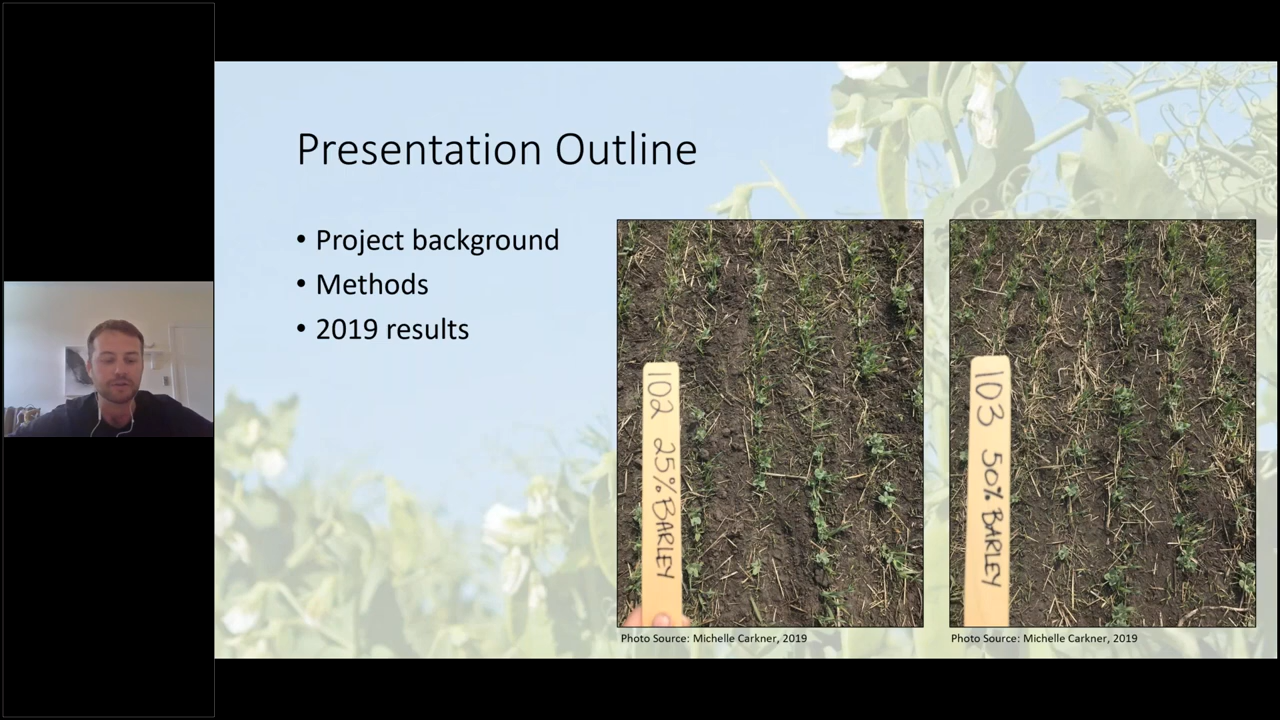 Presentation Outline
• Project background
• Methods
• 2019 results
102 25% BARLEY
103 50% BARLEY
Photo Source: Michelle Carkner, 2019
Photo Source: Michelle Carkner, 2019